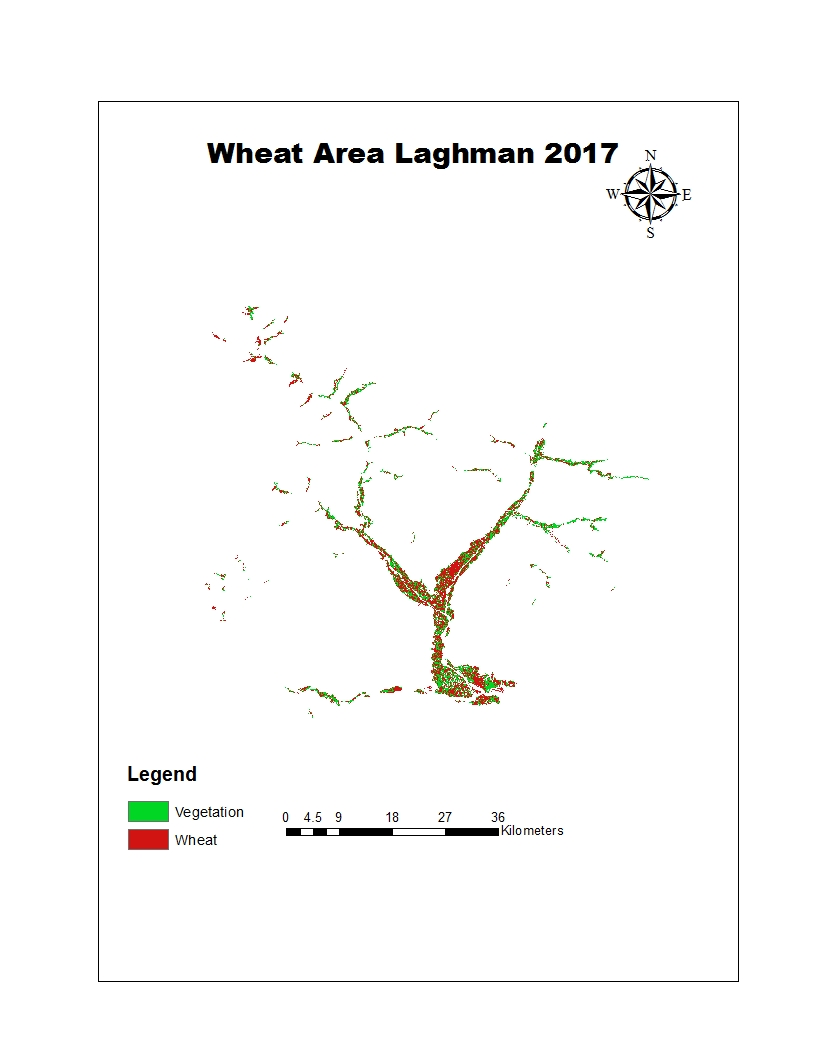 Wheat Area Laghman 2017
N
W E
S
Legend
Vegetation
Wheat
0 4.5 9 18 27 36
Kilometers